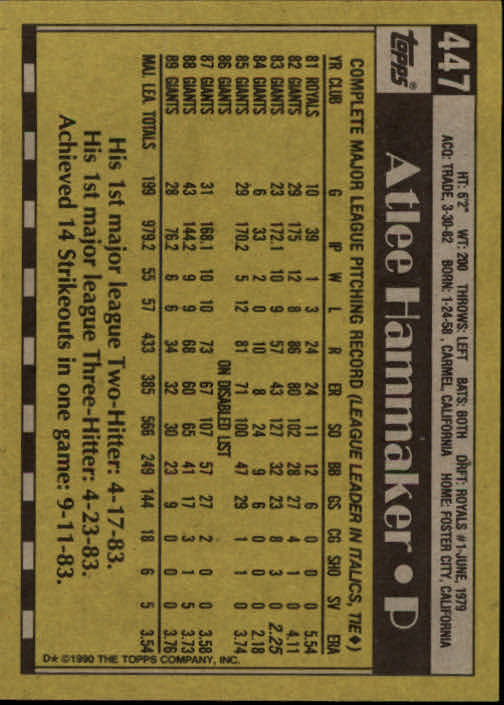 447
HT: 6'2" WT: 200 THROWS: LEFT BATS: BOTH DRFT: ROYALS #1-JUNE, 1979
ACQ: TRADE, 3-30-82 BORN: 1-24-58, CARMEL, CALIFORNIA HOME: FOSTER CITY, CALIFORNIA
topps®
Atlee Hammaker • P
COMPLETE MAJOR LEAGUE PITCHING RECORD (LEAGUE LEADER IN ITALICS, TIE♦)
YR CLUB G IP W L R ER SO BB GS CG SHO SV ERA
81 ROYALS 10 39 1 3 24 24 11 12 6 0 0 0 5.54
82 GIANTS 29 175 12 8 86 80 102 28 27 4 1 0 4.11
83 GIANTS 23 172.1 10 9 57 43 127 32 23 8 3 0 2.25
84 GIANTS 6 33 2 0 10 8 24 9 6 0 0 0 2.18
85 GIANTS 29 170.2 5 12 81 71 100 47 29 1 1 0 3.74
86 GIANTS ON DISABLED LIST
87 GIANTS 31 168.1 10 10 73 67 107 57 27 2 0 0 3.58
88 GIANTS 43 144.2 9 9 68 60 65 41 17 3 1 5 3.73
89 GIANTS 28 76.2 6 6 34 32 30 23 9 0 0 0 3.76
MAJ. LEA. TOTALS 199 979.2 55 57 433 385 566 249 144 18 6 5 3.54
His 1st major league Two-Hitter: 4-17-83.
His 1st major league Three-Hitter: 4-23-83.
Achieved 14 Strikeouts in one game: 9-11-83.
D★ ©1990 THE TOPPS COMPANY, INC.